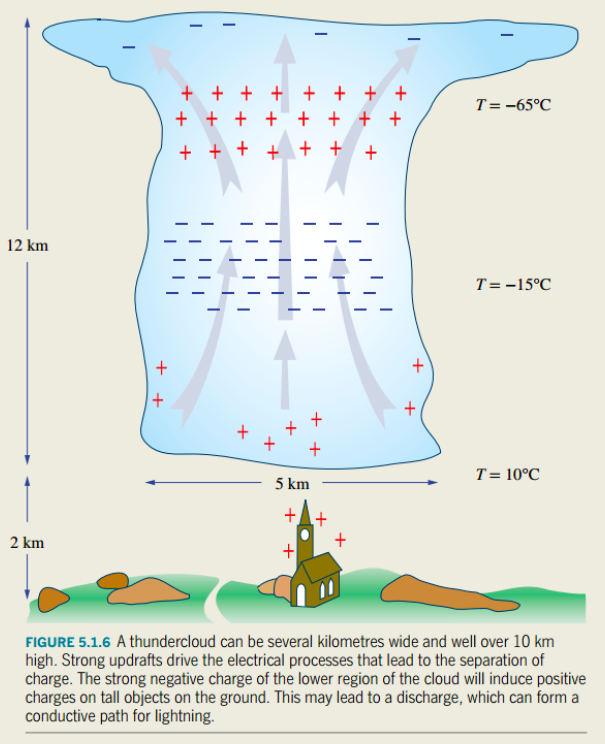 T = −65°C
12 km
T = −15°C
T = 10°C
5 km
2 km
FIGURE 5.1.6 A thundercloud can be several kilometres wide and well over 10 km
high. Strong updrafts drive the electrical processes that lead to the separation of
charge. The strong negative charge of the lower region of the cloud will induce positive
charges on tall objects on the ground. This may lead to a discharge, which can form a
conductive path for lightning.